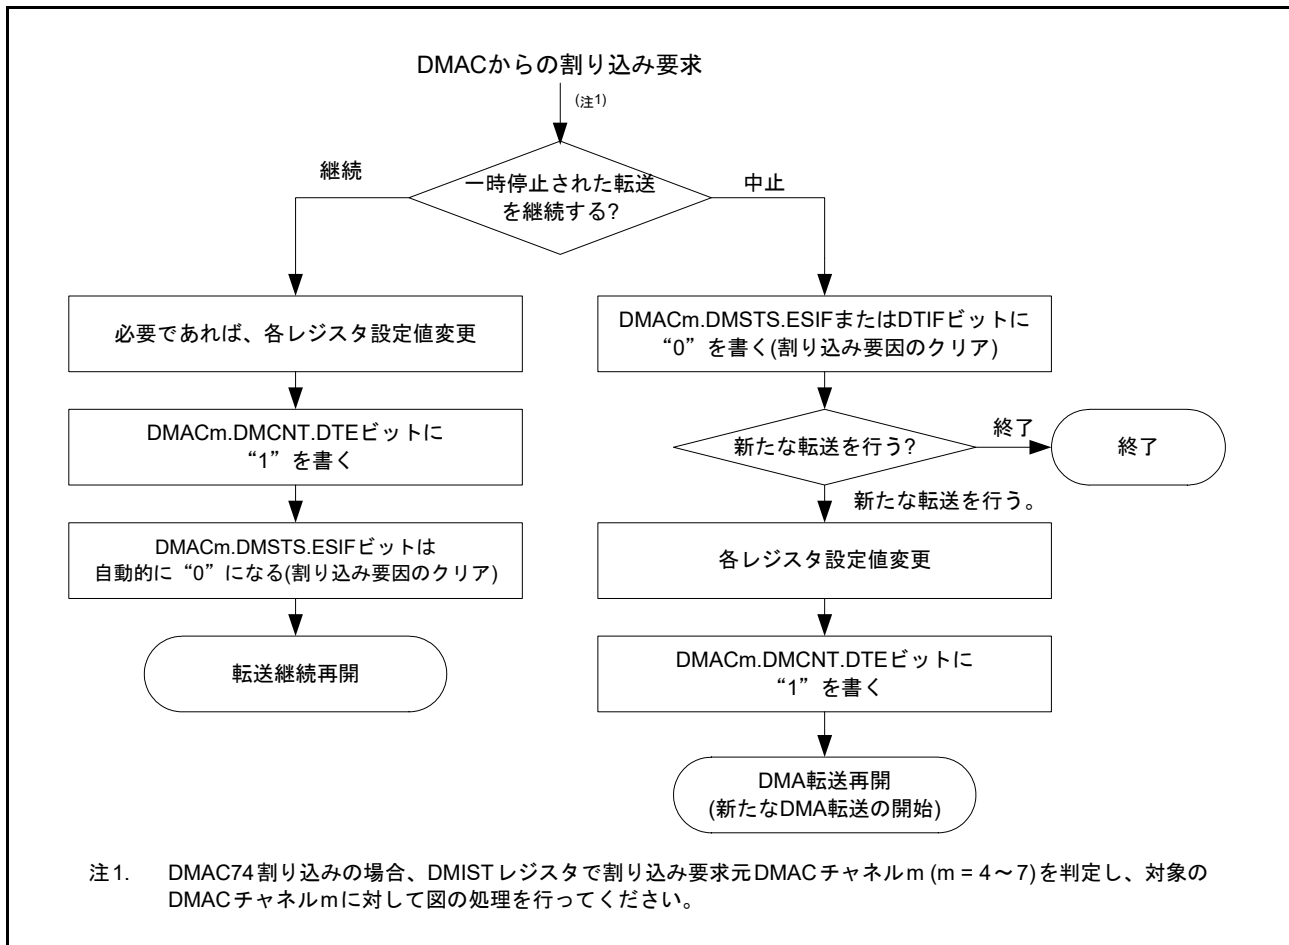 DMACからの割り込み要求
(注1)
一時停止された転送
を継続する?
継続
中止
必要であれば、各レジスタ設定値変更
DMACm.DMCNT.DTEビットに
“1”を書く
DMACm.DMSTS.ESIFビットは
自動的に“0”になる(割り込み要因のクリア)
転送継続再開
DMACm.DMSTS.ESIFまたはDTIFビットに
“0”を書く(割り込み要因のクリア)
新たな転送を行う?
終了
終了
新たな転送を行う。
各レジスタ設定値変更
DMACm.DMCNT.DTEビットに
“1”を書く
DMA転送再開
(新たなDMA転送の開始)
注1. DMAC74割り込みの場合、DMISTレジスタで割り込み要求元DMACチャネルm (m = 4～7)を判定し、対象の
DMACチャネルmに対して図の処理を行ってください。